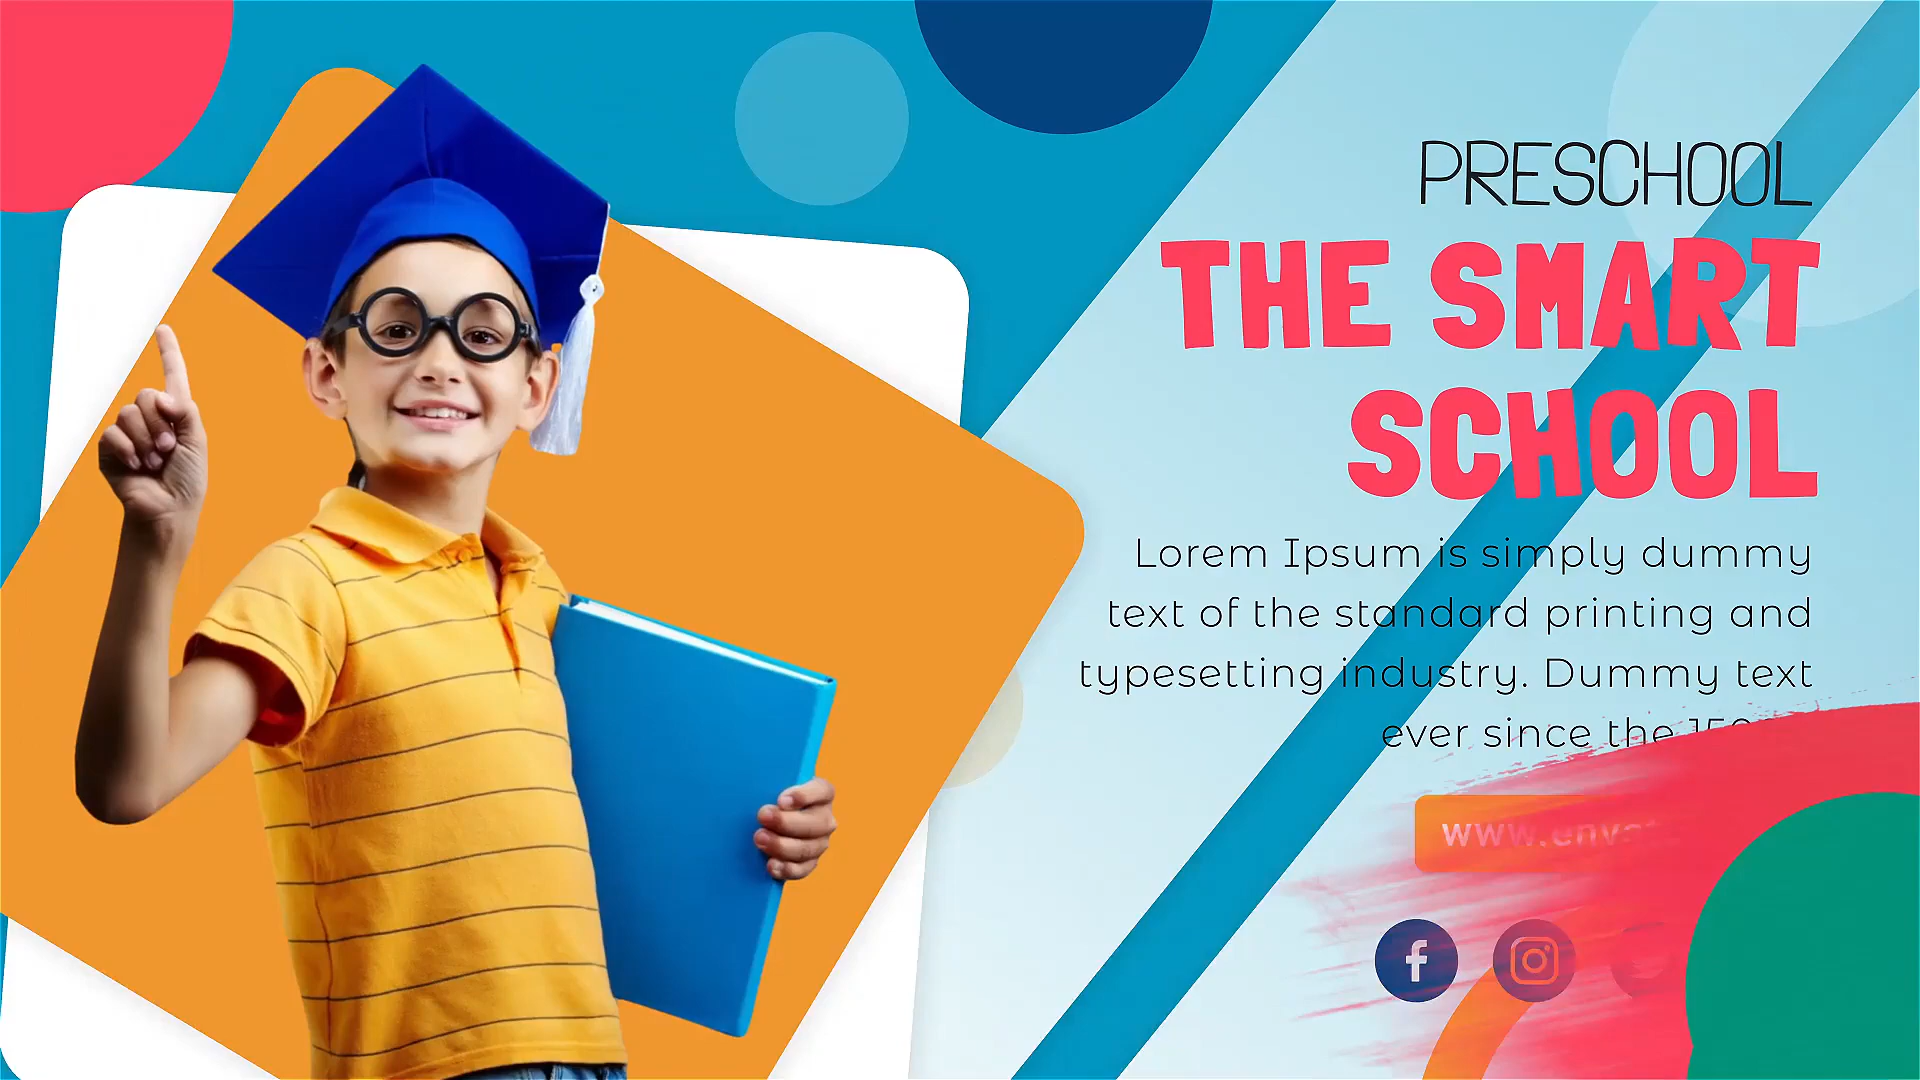 PRESCHOOL
THE SMART
SCHOOL
Lorem Ipsum is simply dummy
text of the standard printing and
typesetting industry. Dummy text
ever since the